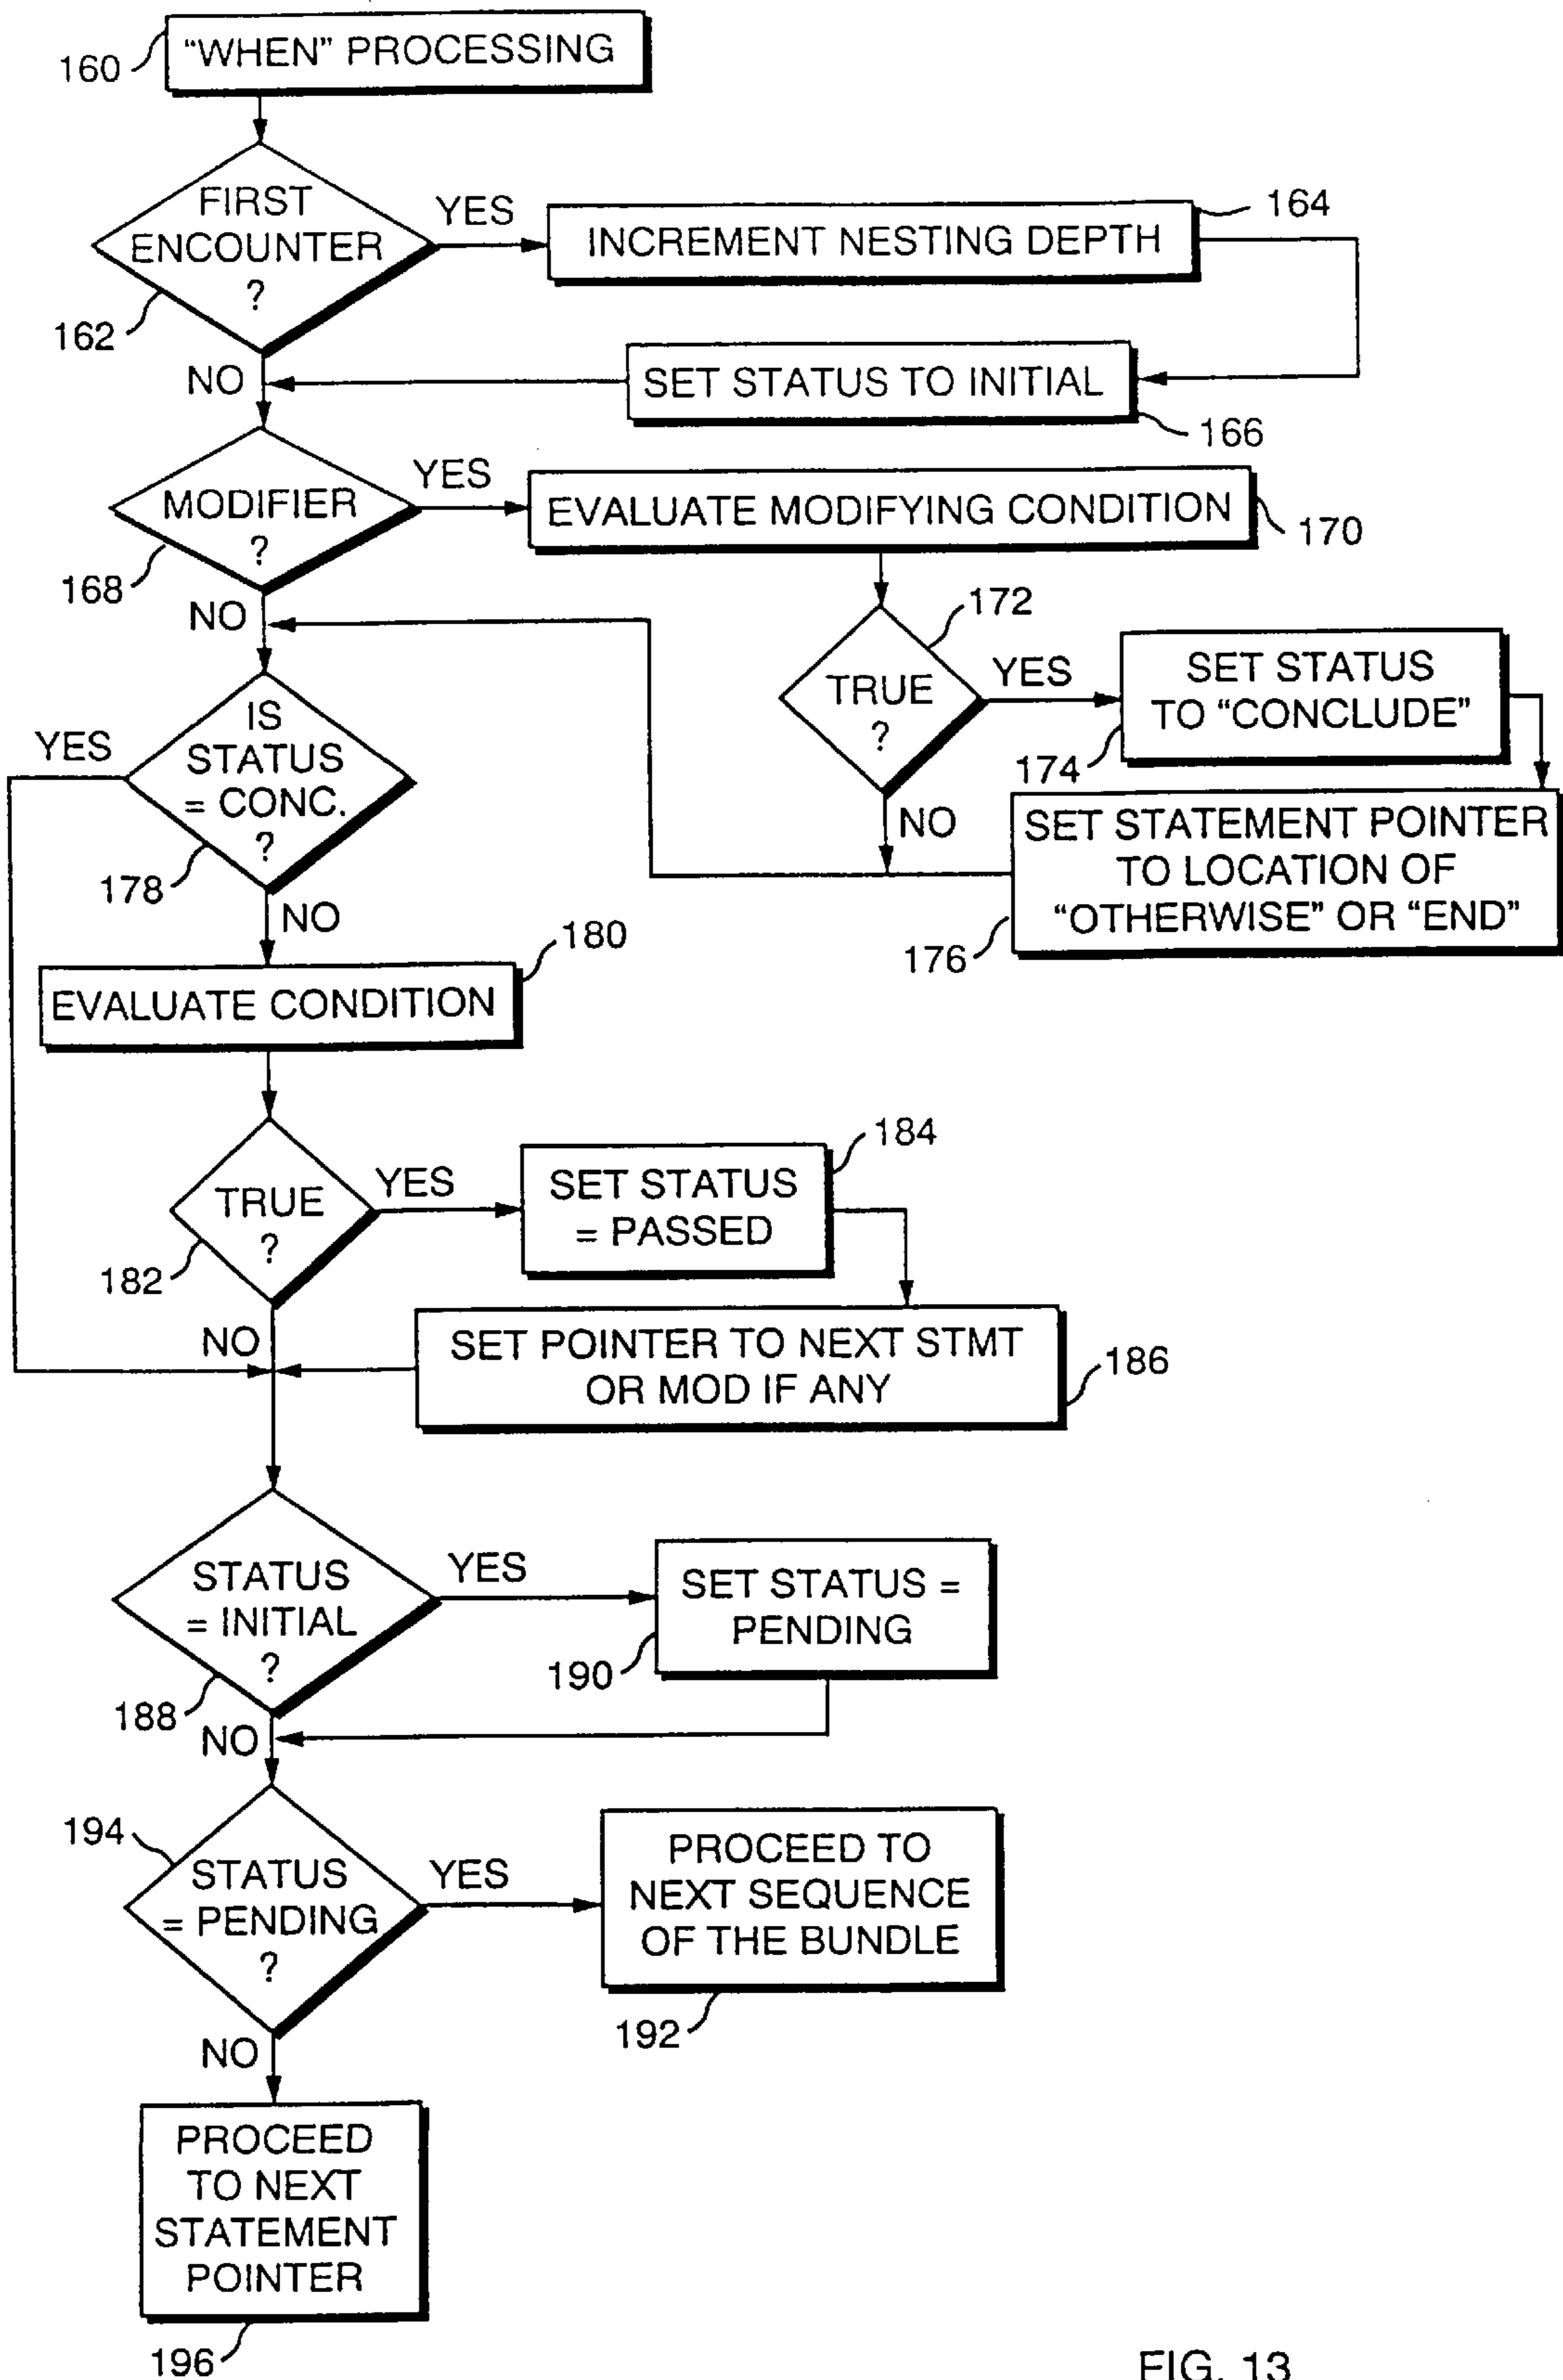 160
“WHEN” PROCESSING
FIRST
ENCOUNTER
?
162
YES
INCREMENT NESTING DEPTH
164
NO
SET STATUS TO INITIAL
166
MODIFIER
?
168
YES
EVALUATE MODIFYING CONDITION
170
NO
172
TRUE
?
YES
SET STATUS
TO “CONCLUDE”
174
NO
SET STATEMENT POINTER
TO LOCATION OF
“OTHERWISE” OR “END”
176
YES
IS
STATUS
= CONC.
?
178
NO
180
EVALUATE CONDITION
TRUE
?
182
YES
SET STATUS
= PASSED
184
NO
SET POINTER TO NEXT STMT
OR MOD IF ANY
186
STATUS
= INITIAL
?
188
YES
SET STATUS =
PENDING
190
NO
194
STATUS
= PENDING
?
YES
PROCEED TO
NEXT SEQUENCE
OF THE BUNDLE
192
NO
PROCEED
TO NEXT
STATEMENT
POINTER
196
FIG. 13